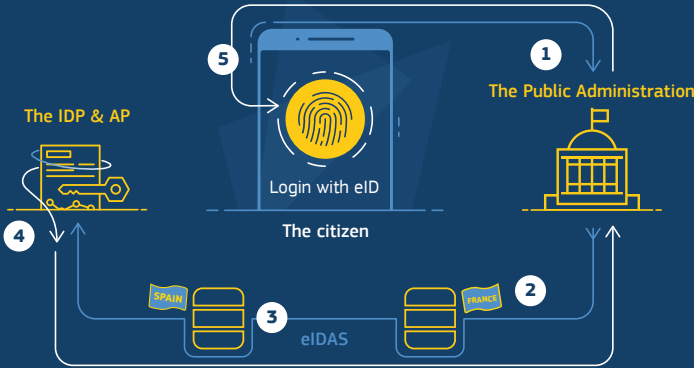 5
1
The Public Administration
The IDP & AP
Login with eID
4
The citizen
SPAIN
3
FRANCE
2
eIDAS